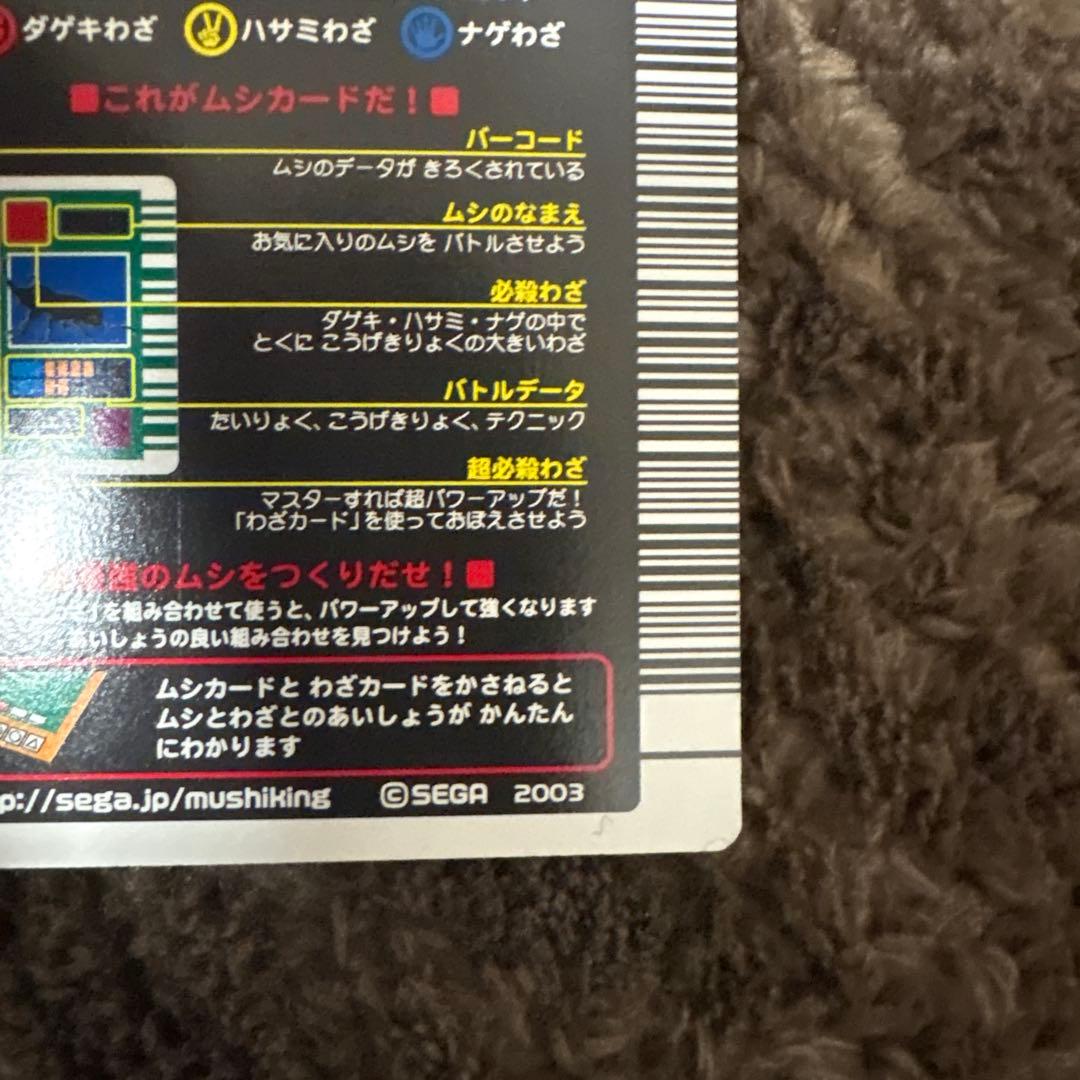 ダゲキわざ ハサミわざ ナゲわざ
■これがムシカードだ！■
バーコード
ムシのデータが きろくされている
ムシのなまえ
お気に入りのムシを バトルさせよう
必殺わざ
ダゲキ・ハサミ・ナゲの中で
とくに こうげきりょくの大きいわざ
バトルデータ
たいりょく、こうげきりょく、テクニック
超必殺わざ
マスターすれば超パワーアップだ！
「わざカード」を使っておぼえさせよう
のムシをつくりだせ！■
を組み合わせて使うと、パワーアップして強くなります
あいしょうの良い組み合わせを見つけよう！
ムシカードと わざカードをかさねると
ムシとわざとのあいしょうが かんたん
にわかります
p://sega.jp/mushiking ©SEGA 2003